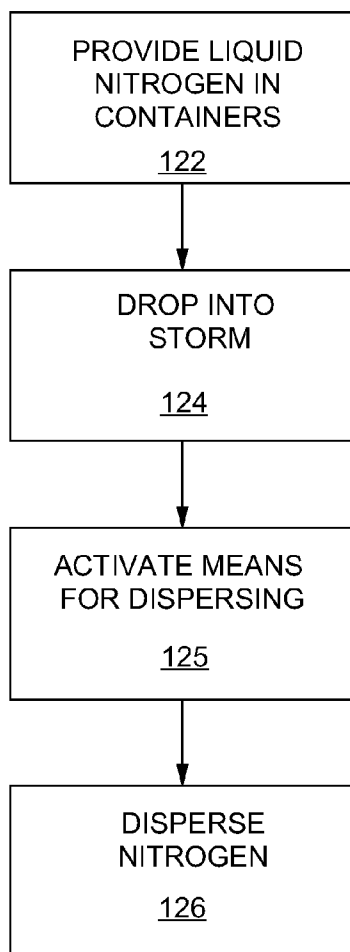 PROVIDE LIQUID
NITROGEN IN
CONTAINERS
122
DROP INTO
STORM
124
ACTIVATE MEANS
FOR DISPERSING
125
DISPERSE
NITROGEN
126